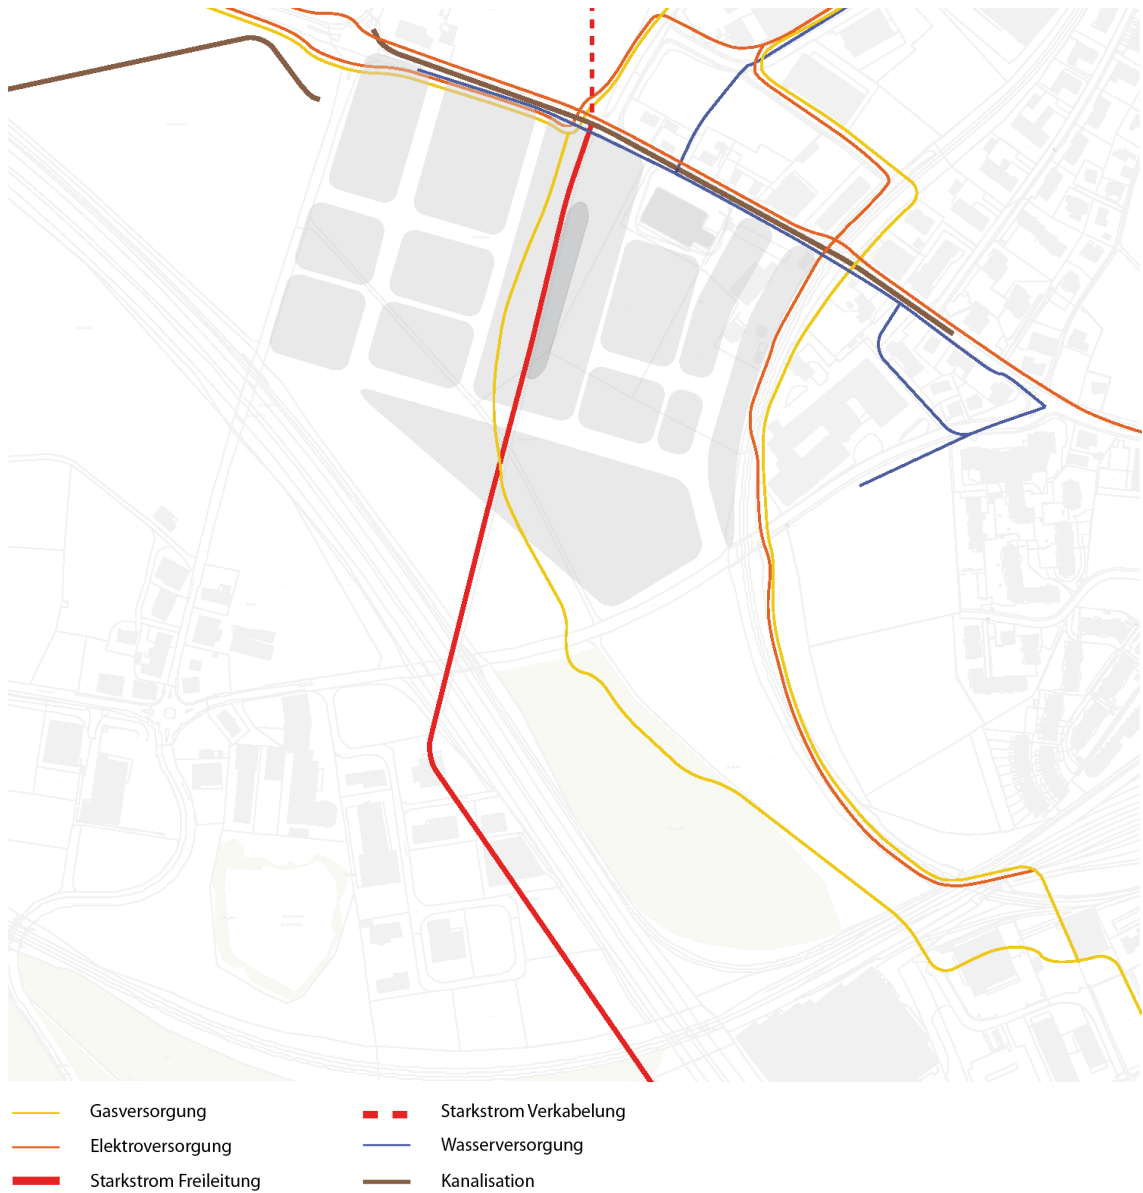 Gasversorgung
Elektroversorgung
Starkstrom Freileitung
Starkstrom Verkabelung
Wasserversorgung
Kanalisation